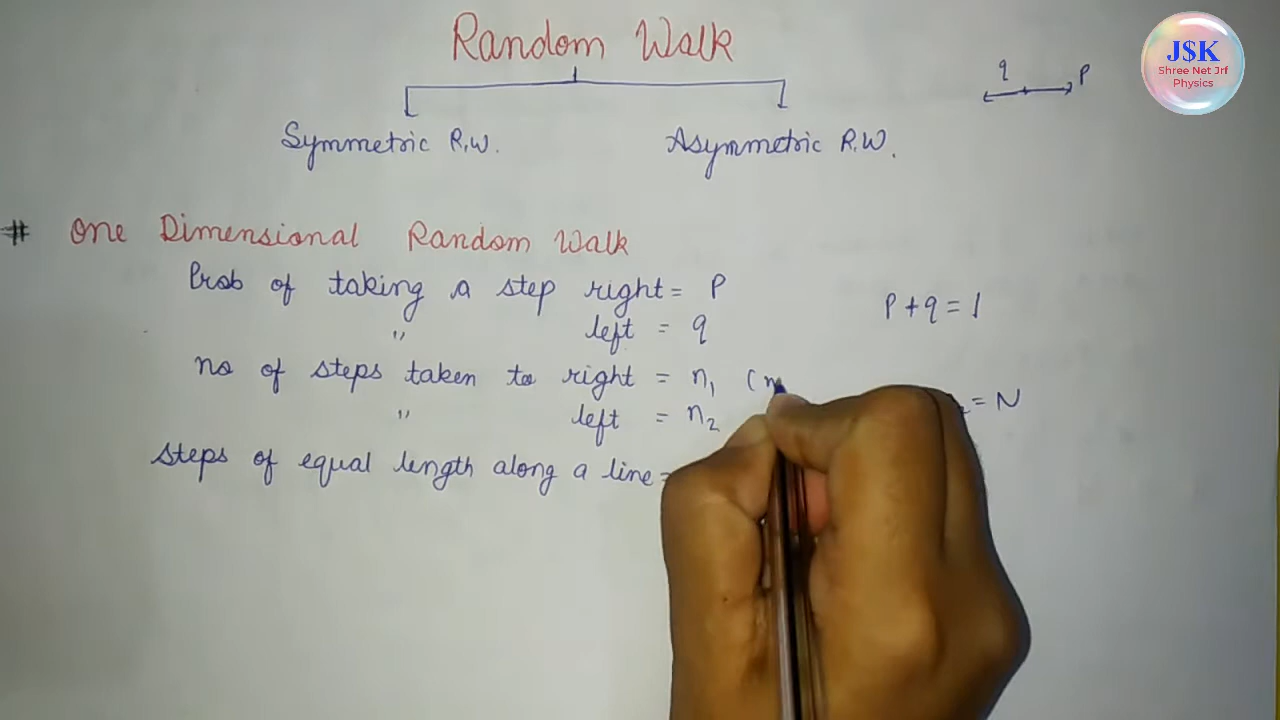 Random Walk
J$K
Shree Net Jrf
Physics
q P
Symmetric R.W. Asymmetric R.W.
# One Dimensional Random Walk
Prob of taking a step right = P
" left = q
P + q = 1
no of steps taken to right = n₁ (n
" left = n₂
₂ = N
Steps of equal length along a line =